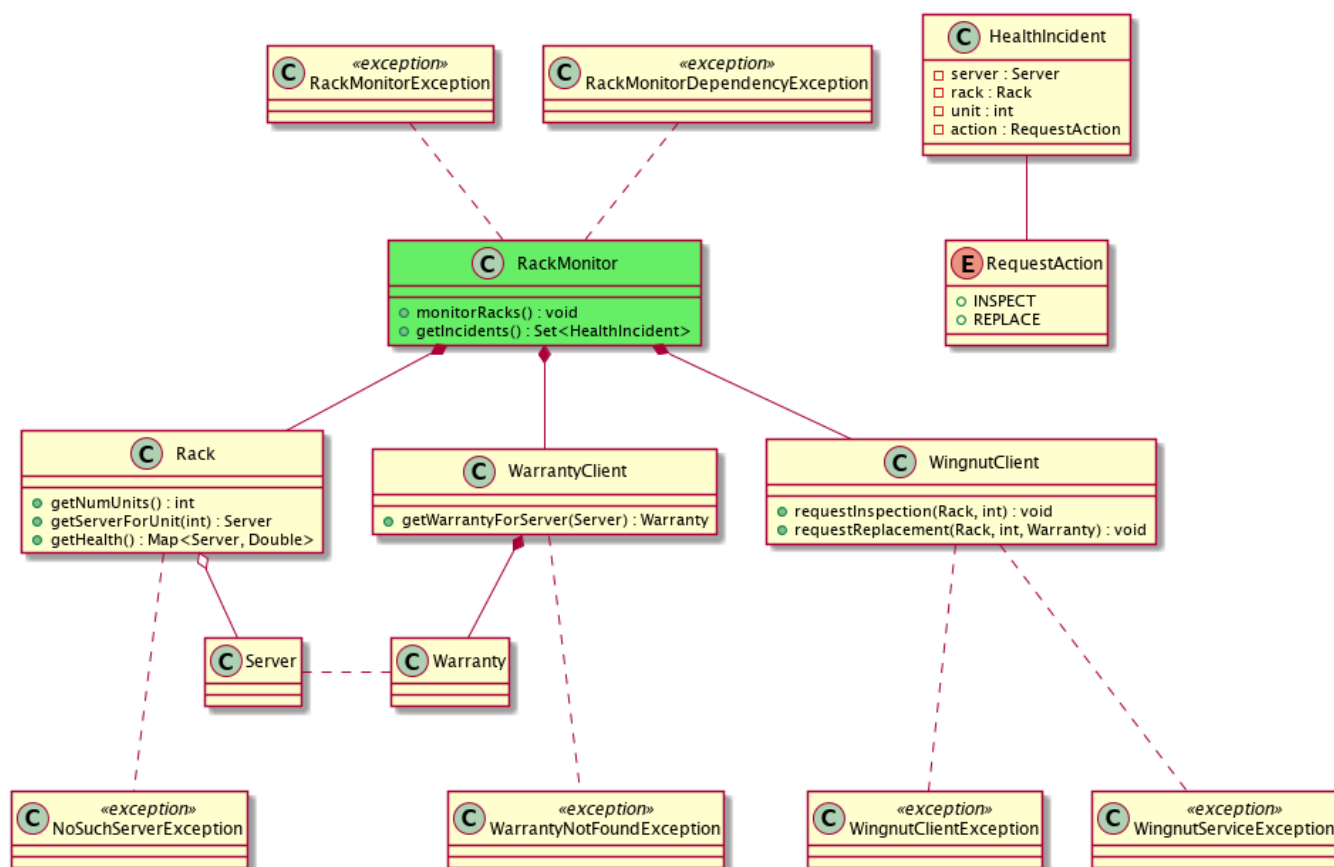 C HealthIncident
server : Server
rack : Rack
unit : int
action : RequestAction
C «exception»
RackMonitorException
C «exception»
RackMonitorDependencyException
C RackMonitor
monitorRacks() : void
getIncidents() : Set<HealthIncident>
E RequestAction
INSPECT
REPLACE
C Rack
getNumUnits() : int
getServerForUnit(int) : Server
getHealth() : Map<Server, Double>
C WarrantyClient
getWarrantyForServer(Server) : Warranty
C WingnutClient
requestInspection(Rack, int) : void
requestReplacement(Rack, int, Warranty) : void
C Server
C Warranty
C «exception»
NoSuchServerException
C «exception»
WarrantyNotFoundException
C «exception»
WingnutClientException
C «exception»
WingnutServiceException